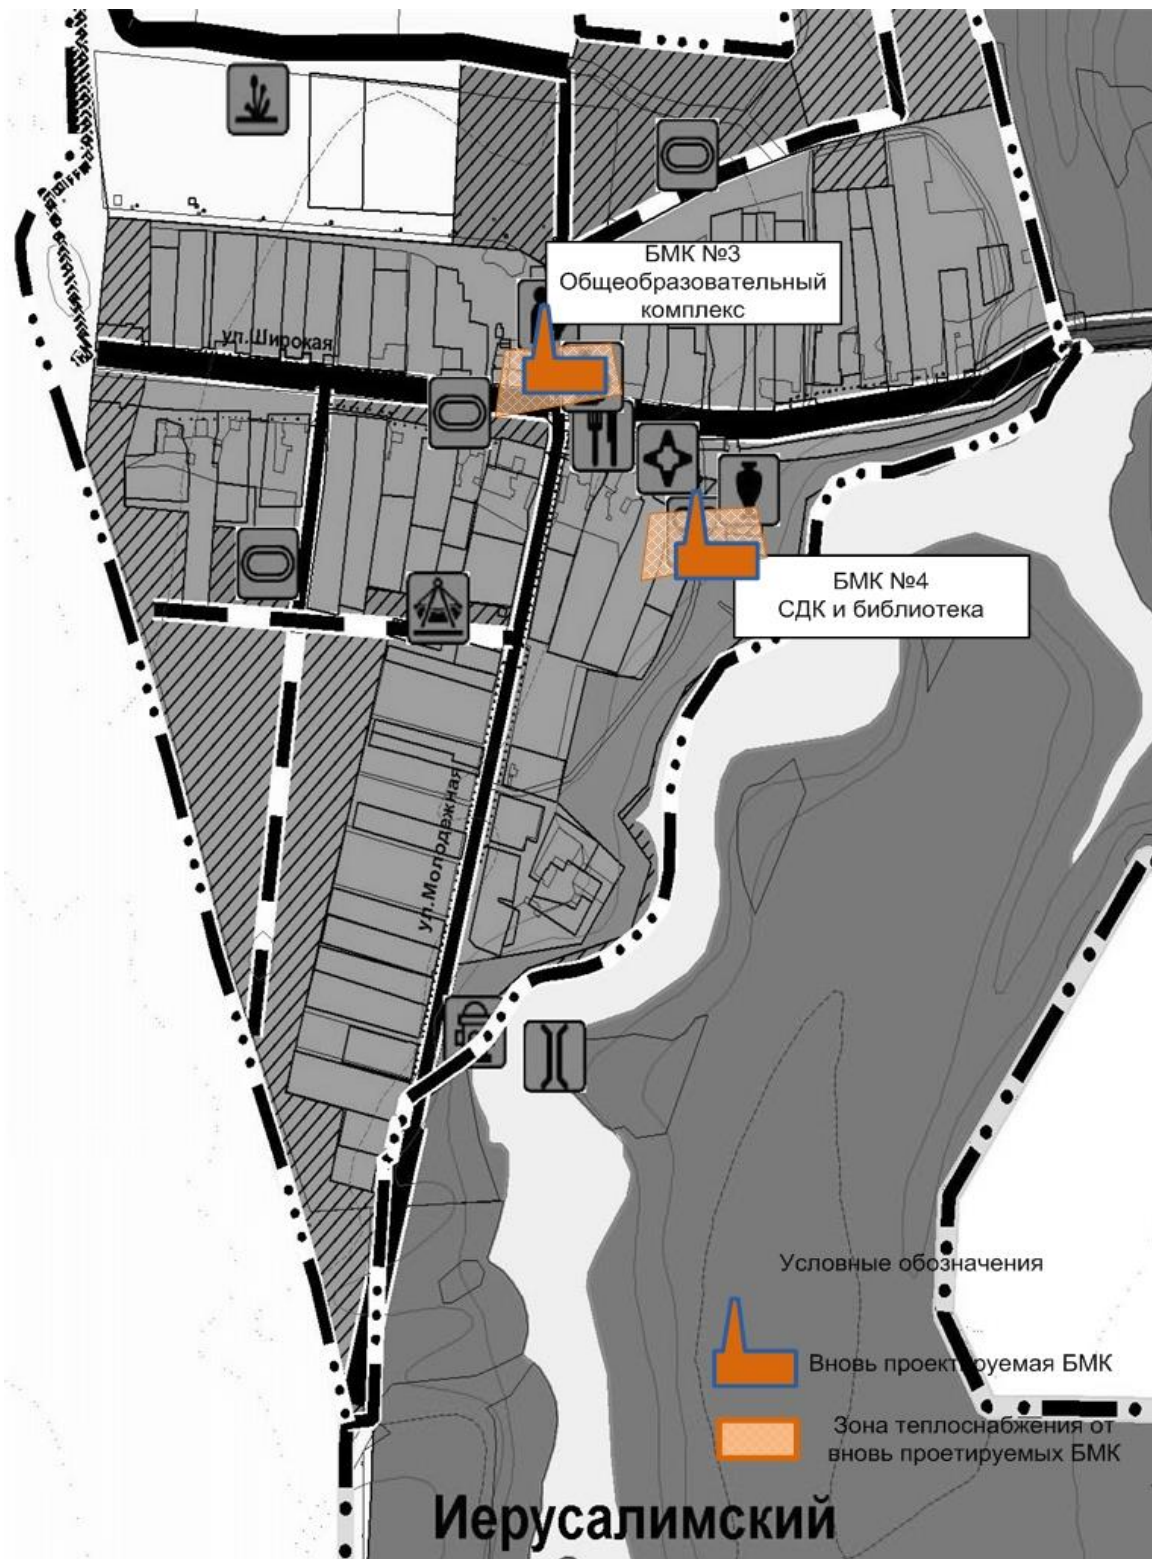 БМК №3
Общеобразовательный
комплекс
ул.Широкая
БМК №4
СДК и библиотека
ул.Молодежная
Условные обозначения
Вновь проектируемая БМК
Зона теплоснабжения от
вновь проетируемых БМК
Иерусалимский